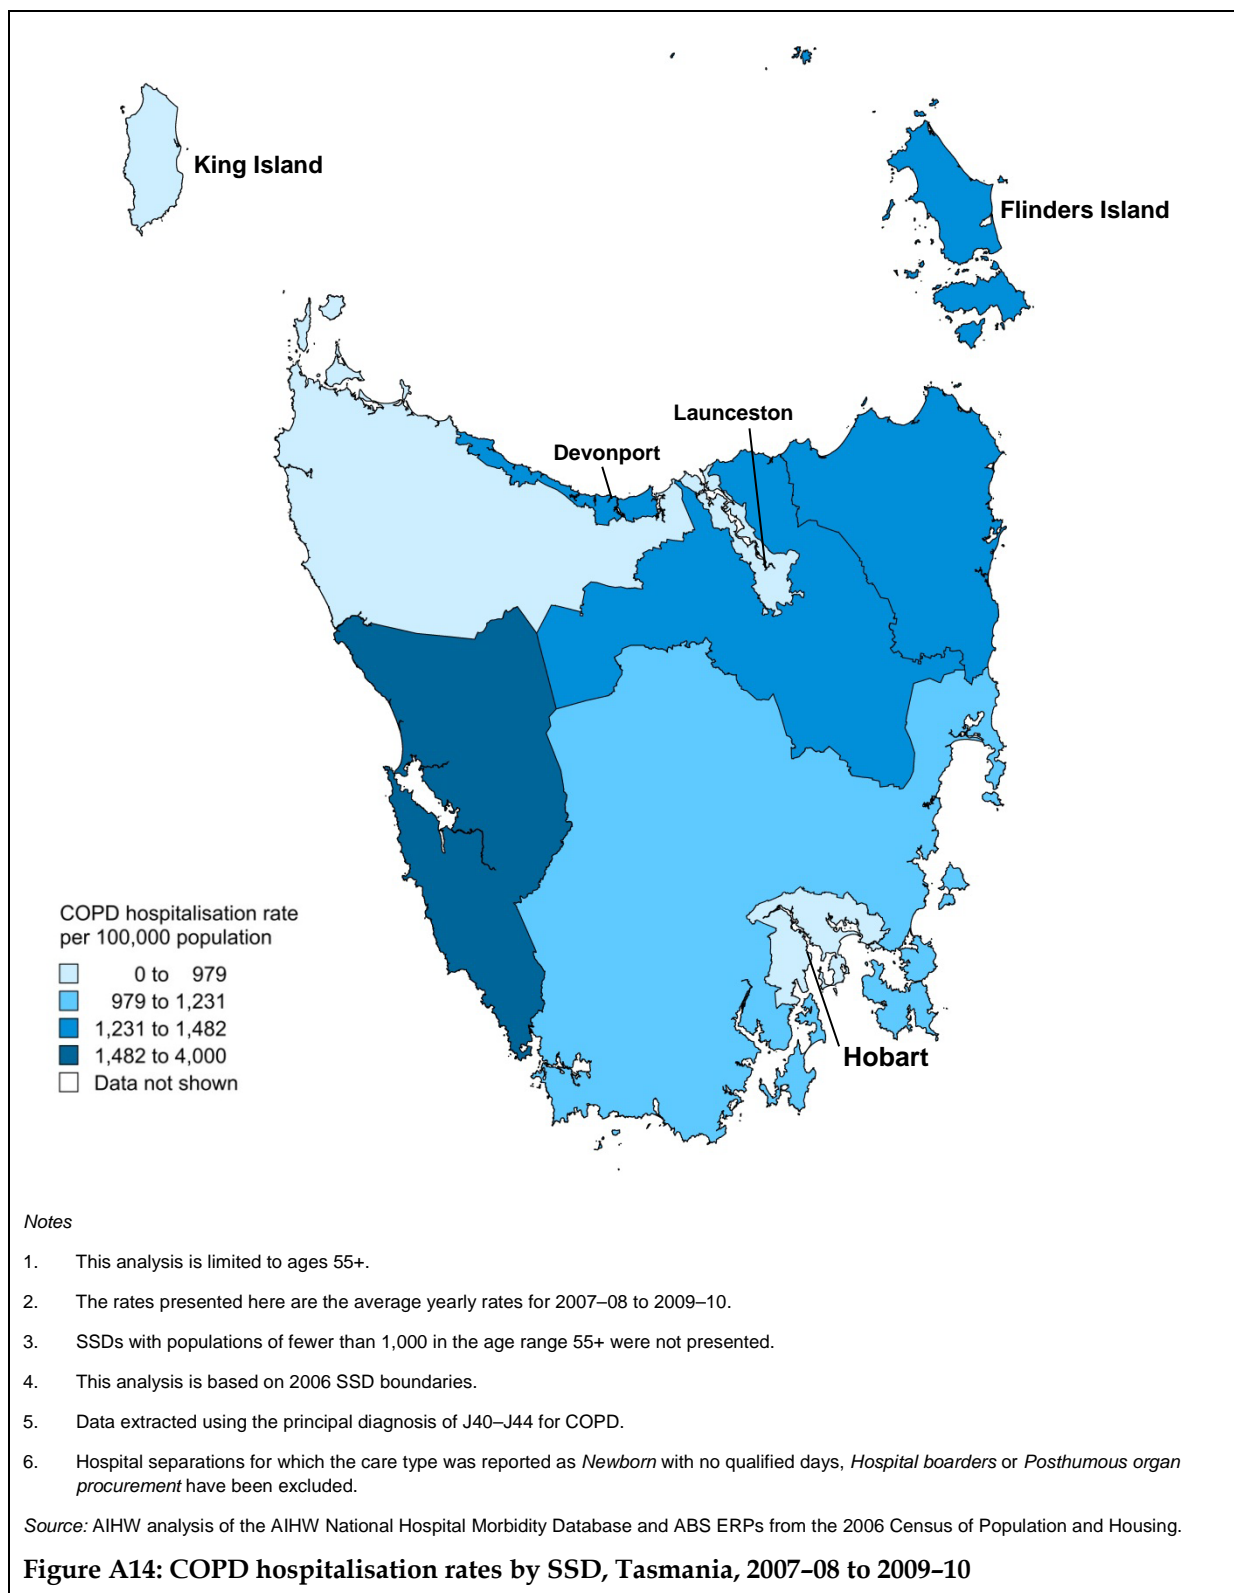 King Island
Flinders Island
Launceston
Devonport
COPD hospitalisation rate
per 100,000 population
0 to 979
979 to 1,231
1,231 to 1,482
1,482 to 4,000
Data not shown
Hobart
Notes
1. This analysis is limited to ages 55+.
2. The rates presented here are the average yearly rates for 2007–08 to 2009–10.
3. SSDs with populations of fewer than 1,000 in the age range 55+ were not presented.
4. This analysis is based on 2006 SSD boundaries.
5. Data extracted using the principal diagnosis of J40–J44 for COPD.
6. Hospital separations for which the care type was reported as Newborn with no qualified days, Hospital boarders or Posthumous organ
procurement have been excluded.
Source: AIHW analysis of the AIHW National Hospital Morbidity Database and ABS ERPs from the 2006 Census of Population and Housing.
Figure A14: COPD hospitalisation rates by SSD, Tasmania, 2007–08 to 2009–10